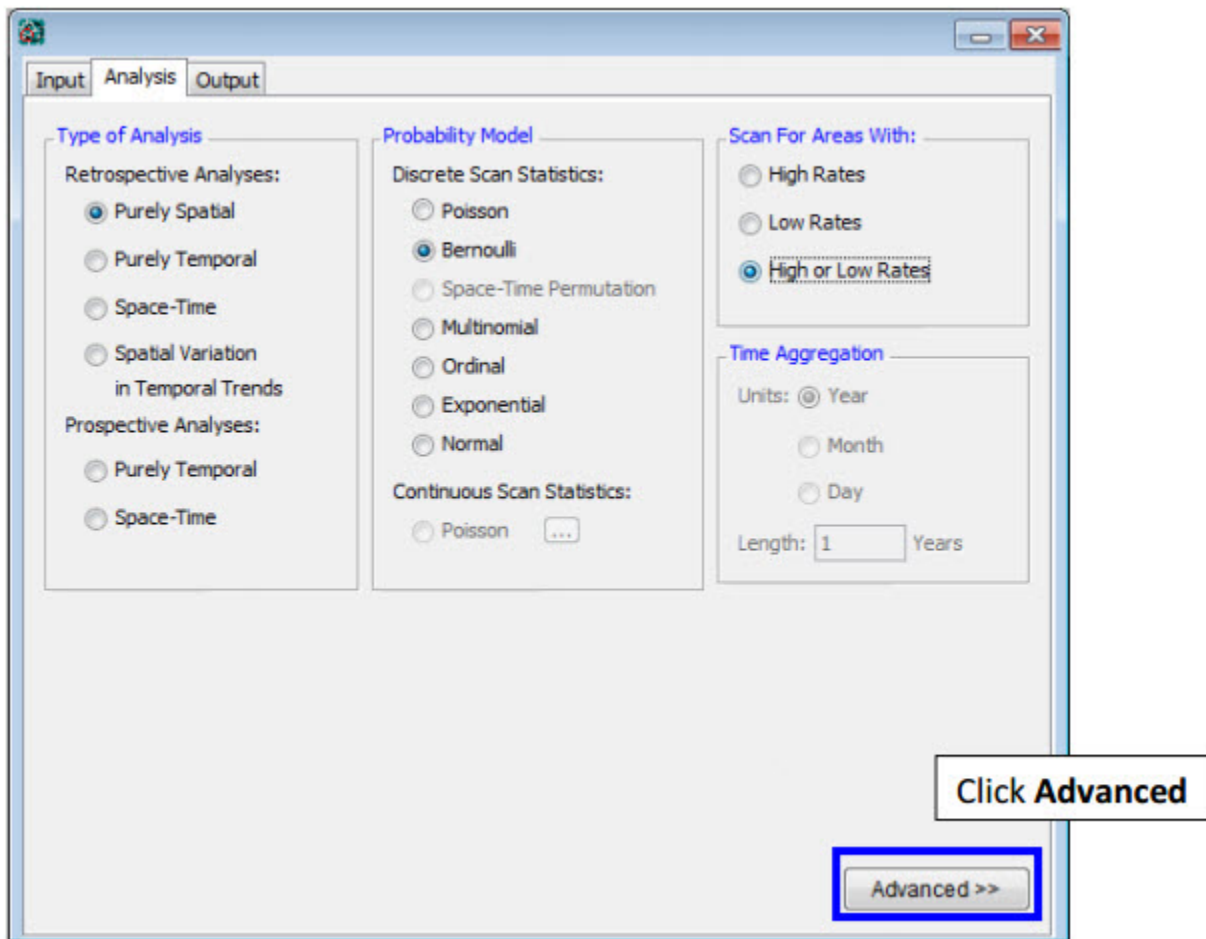 Input Analysis Output
Type of Analysis
Retrospective Analyses:
Purely Spatial
Purely Temporal
Space-Time
Spatial Variation
in Temporal Trends
Prospective Analyses:
Purely Temporal
Space-Time
Probability Model
Discrete Scan Statistics:
Poisson
Bernoulli
Space-Time Permutation
Multinomial
Ordinal
Exponential
Normal
Continuous Scan Statistics:
Poisson ...
Scan For Areas With:
High Rates
Low Rates
High or Low Rates
Time Aggregation
Units: Year
Month
Day
Length: 1 Years
Click Advanced
Advanced >>